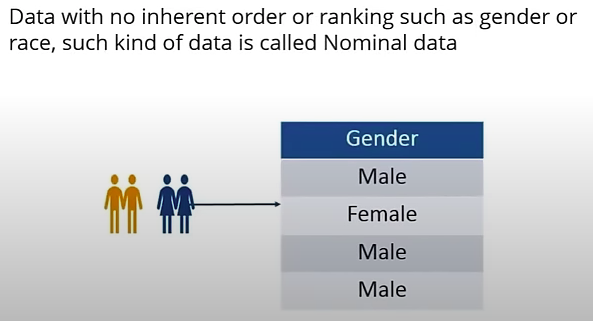 Data with no inherent order or ranking such as gender or
race, such kind of data is called Nominal data
Gender
Male
Female
Male
Male